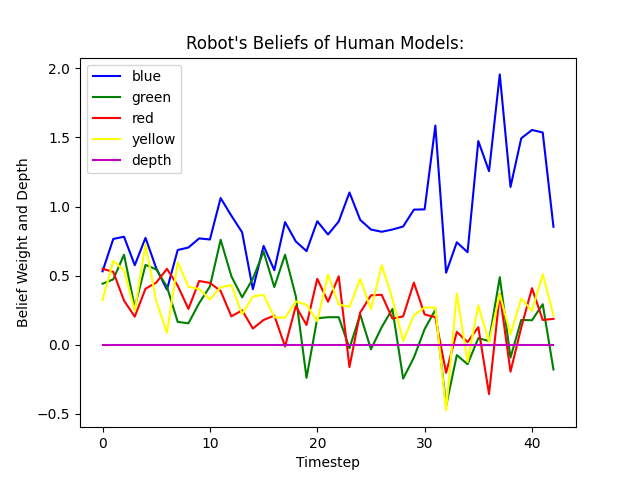 Robot's Beliefs of Human Models:
blue
green
red
yellow
depth
Belief Weight and Depth
2.0
1.5
1.0
0.5
0.0
−0.5
0 10 20 30 40
Timestep